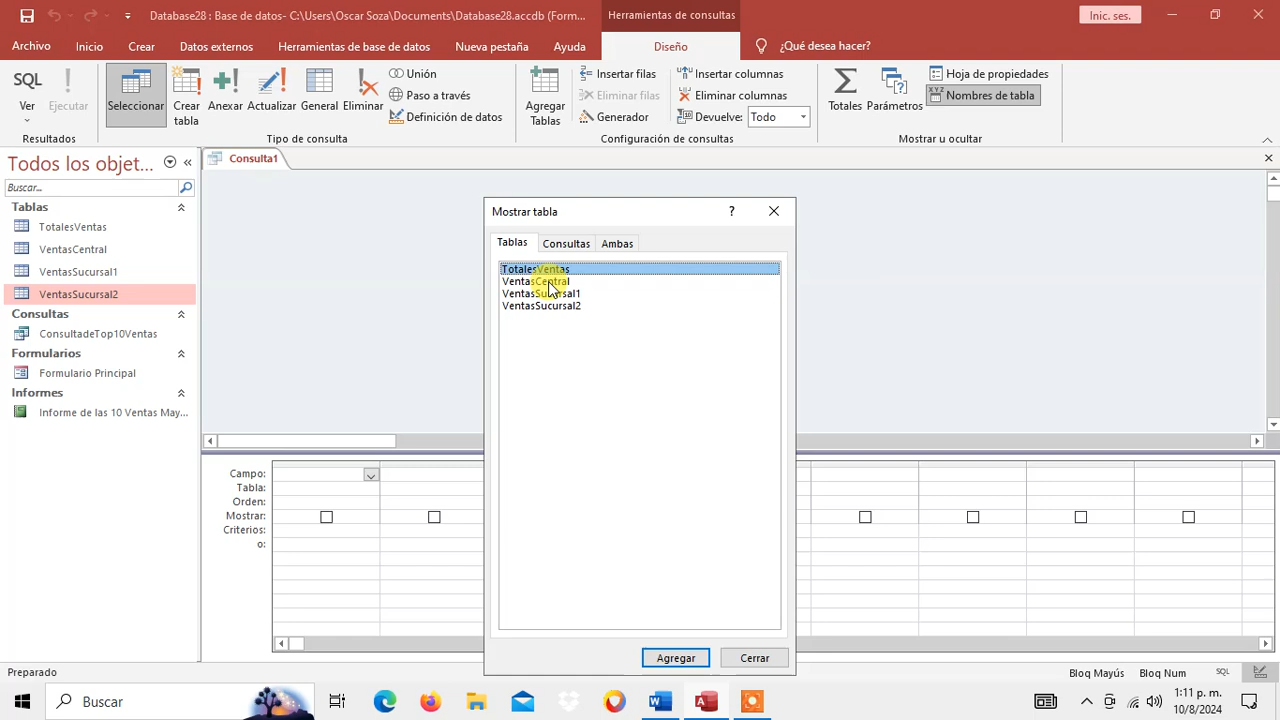 Database28 : Base de datos- C:\Users\Oscar Soza\Documents\Database28.accdb (Form...
Herramientas de consultas
Inic. ses.
Archivo
Inicio
Crear
Datos externos
Herramientas de base de datos
Nueva pestaña
Ayuda
Diseño
¿Qué desea hacer?
SQL
Ver
Ejecutar
Resultados
Seleccionar
Crear tabla
Anexar
Actualizar
General
Eliminar
Unión
Paso a través
Definición de datos
Tipo de consulta
Agregar Tablas
Insertar filas
Eliminar filas
Generador
Insertar columnas
Eliminar columnas
Devuelve: Todo
Configuración de consultas
Totales
Parámetros
Hoja de propiedades
XYZ
Nombres de tabla
Mostrar u ocultar
Todos los objet...
Buscar...
Tablas
TotalesVentas
VentasCentral
VentasSucursal1
VentasSucursal2
Consultas
ConsultadeTop10Ventas
Formularios
Formulario Principal
Informes
Informe de las 10 Ventas May...
Consulta1
Mostrar tabla
?
Tablas
Consultas
Ambas
TotalesVentas
VentasCentral
VentasSucursal1
VentasSucursal2
Agregar
Cerrar
Campo:
Tabla:
Orden:
Mostrar:
Criterios:
o:
Preparado
Bloq Mayús
Bloq Num
SQL
Buscar
1:11 p. m.
10/8/2024